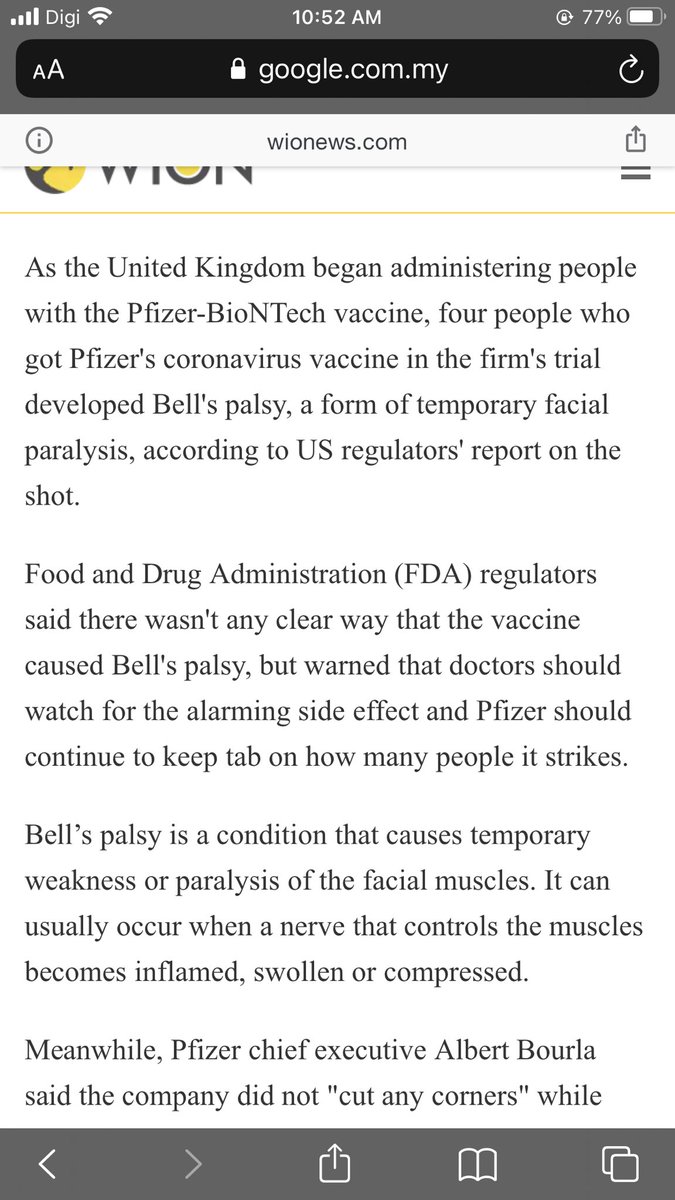 Digi 10:52 AM 77%
AA google.com.my
wionews.com
WION
As the United Kingdom began administering people
with the Pfizer-BioNTech vaccine, four people who
got Pfizer's coronavirus vaccine in the firm's trial
developed Bell's palsy, a form of temporary facial
paralysis, according to US regulators' report on the
shot.
Food and Drug Administration (FDA) regulators
said there wasn't any clear way that the vaccine
caused Bell's palsy, but warned that doctors should
watch for the alarming side effect and Pfizer should
continue to keep tab on how many people it strikes.
Bell’s palsy is a condition that causes temporary
weakness or paralysis of the facial muscles. It can
usually occur when a nerve that controls the muscles
becomes inflamed, swollen or compressed.
Meanwhile, Pfizer chief executive Albert Bourla
said the company did not "cut any corners" while